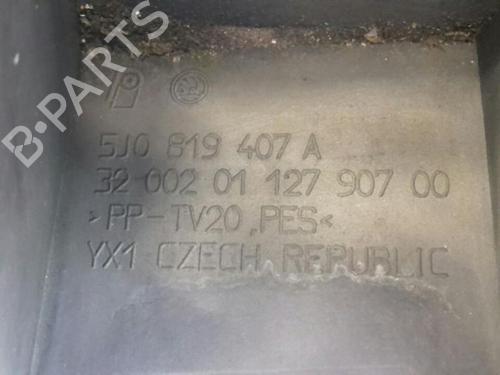 B-PARTS
5J0 819 407 A
32 002 01 127 907 00
>PP-TV20,PES<
YX1 CZECH REPUBLIC